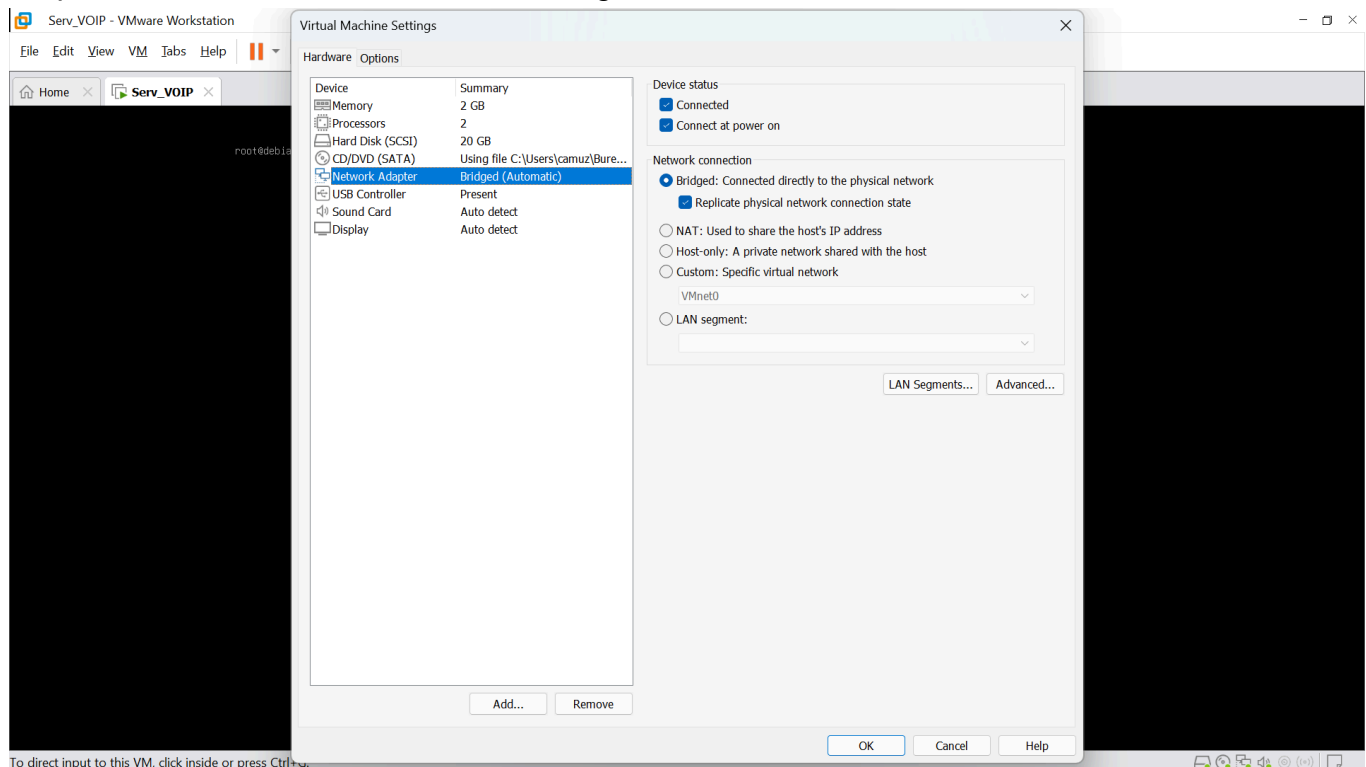 Serv_VOIP - VMware Workstation
File Edit View VM Tabs Help
Home
Serv_VOIP
root@debia
Virtual Machine Settings
Hardware Options
Device Summary
Memory 2 GB
Processors 2
Hard Disk (SCSI) 20 GB
CD/DVD (SATA) Using file C:\Users\camuz\Bure...
Network Adapter Bridged (Automatic)
USB Controller Present
Sound Card Auto detect
Display Auto detect
Add... Remove
Device status
Connected
Connect at power on
Network connection
Bridged: Connected directly to the physical network
Replicate physical network connection state
NAT: Used to share the host's IP address
Host-only: A private network shared with the host
Custom: Specific virtual network
VMnet0
LAN segment:
LAN Segments... Advanced...
OK Cancel Help
To direct input to this VM, click inside or press Ctrl+G.